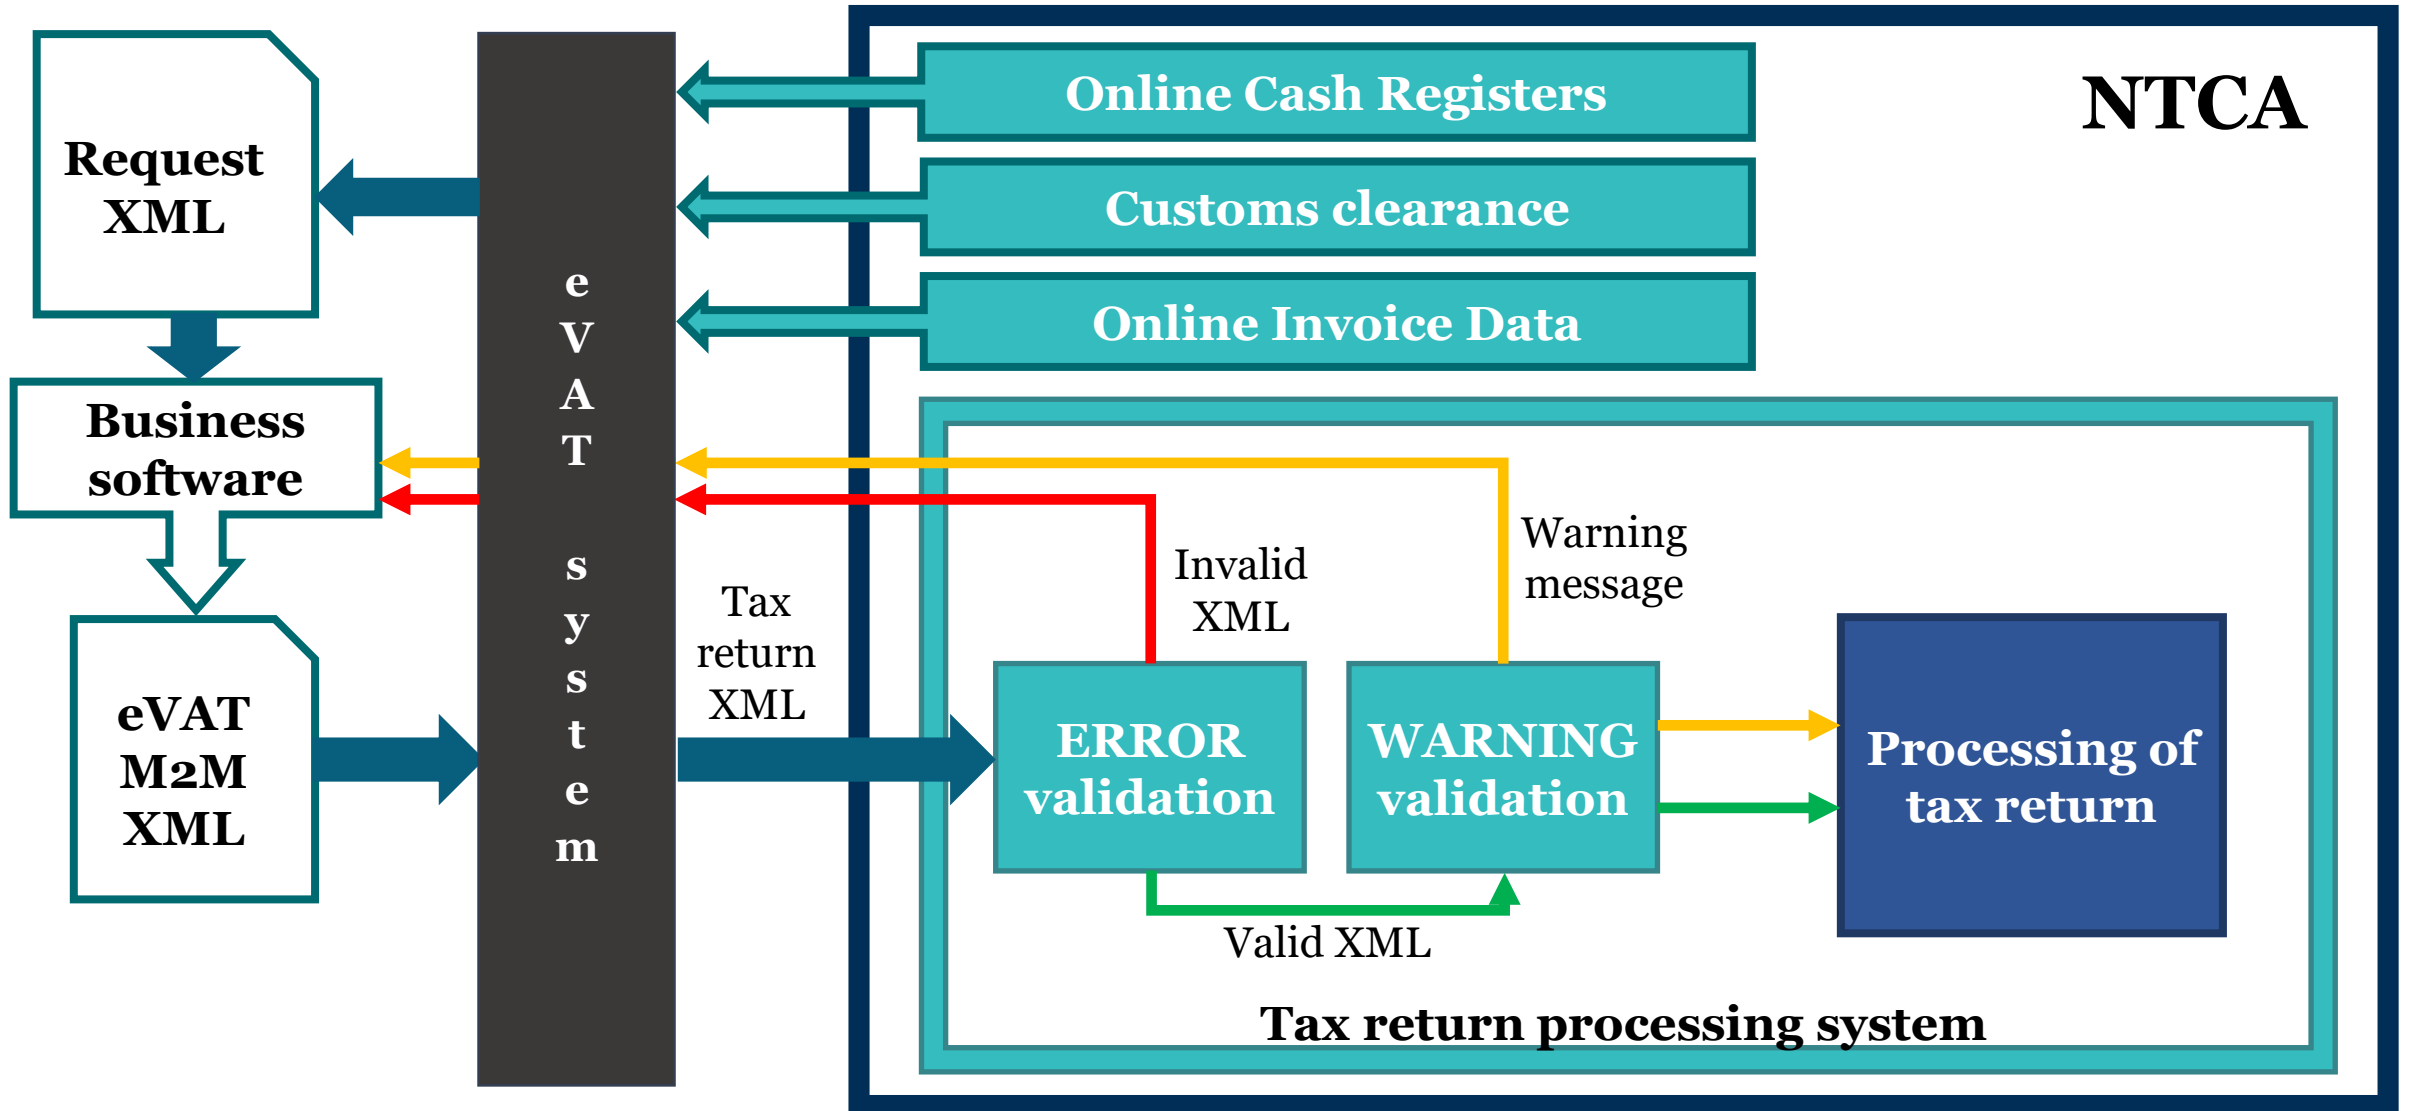 Request
XML
Business
software
eVAT
M2M
XML
e
V
A
T
s
y
s
t
e
m
Online Cash Registers
Customs clearance
Online Invoice Data
NTCA
Tax
return
XML
Invalid
XML
Warning
message
ERROR
validation
WARNING
validation
Processing of
tax return
Valid XML
Tax return processing system